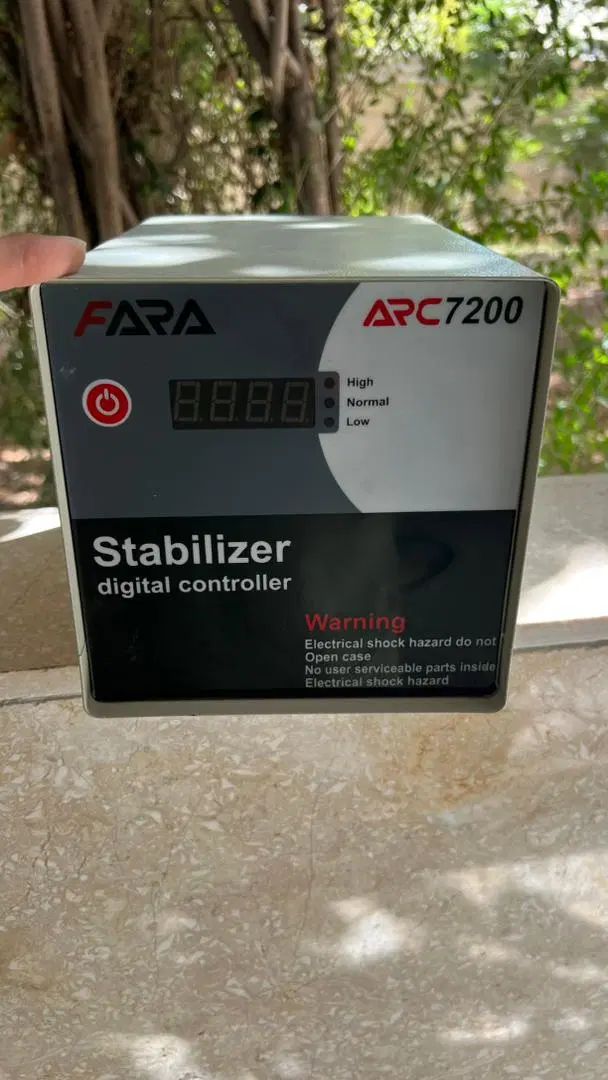 FARA
ARC7200
High
Normal
Low
Stabilizer
digital controller
Warning
Electrical shock hazard do not
Open case
No user serviceable parts inside
Electrical shock hazard